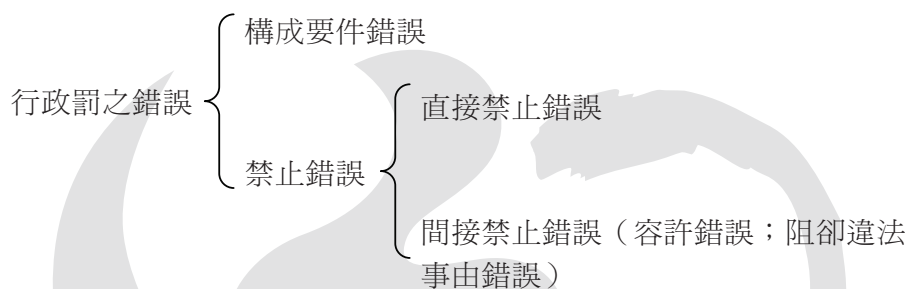 構成要件錯誤
行政罰之錯誤
直接禁止錯誤
禁止錯誤
間接禁止錯誤（容許錯誤；阻卻違法
事由錯誤）